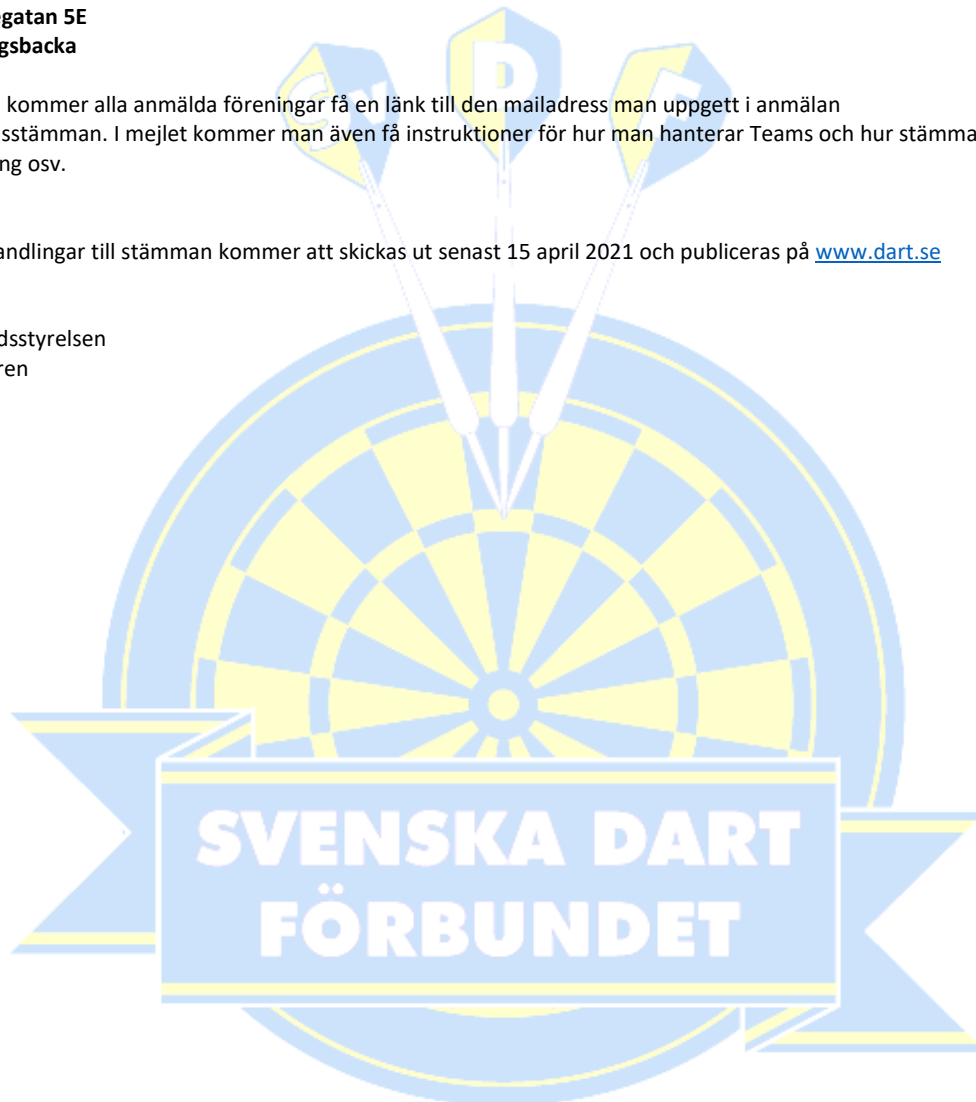 gatan 5E
gsbacka
kommer alla anmälda föreningar få en länk till den mailadress man uppgett i anmälan
sstämman. I mejlet kommer man även få instruktioner för hur man hanterar Teams och hur stämma
ng osv.
andlingar till stämman kommer att skickas ut senast 15 april 2021 och publiceras på www.dart.se
dsstyrelsen
ren
SvDF
SVENSKA DART
FÖRBUNDET